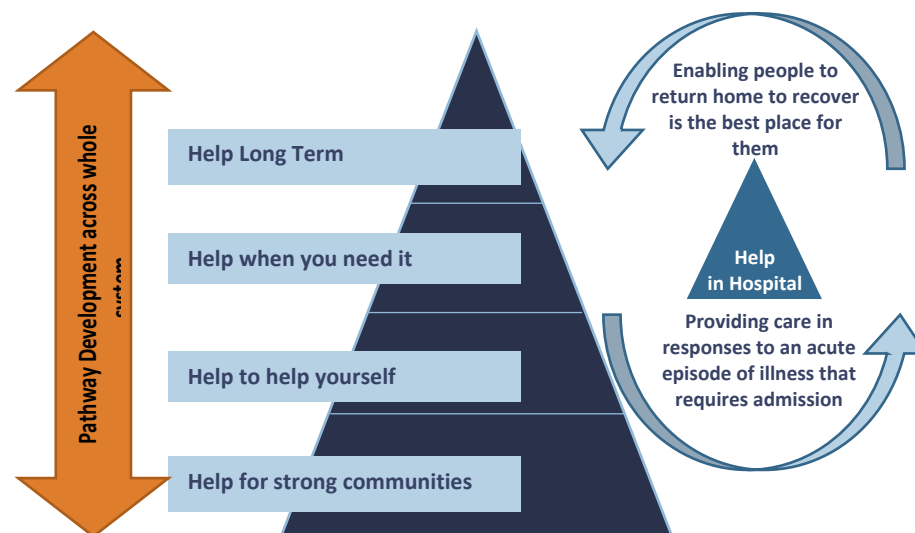 Pathway Development across whole
system
Help Long Term
Help when you need it
Help to help yourself
Help for strong communities
Enabling people to
return home to recover
is the best place for
them
Help
in Hospital
Providing care in
responses to an acute
episode of illness that
requires admission